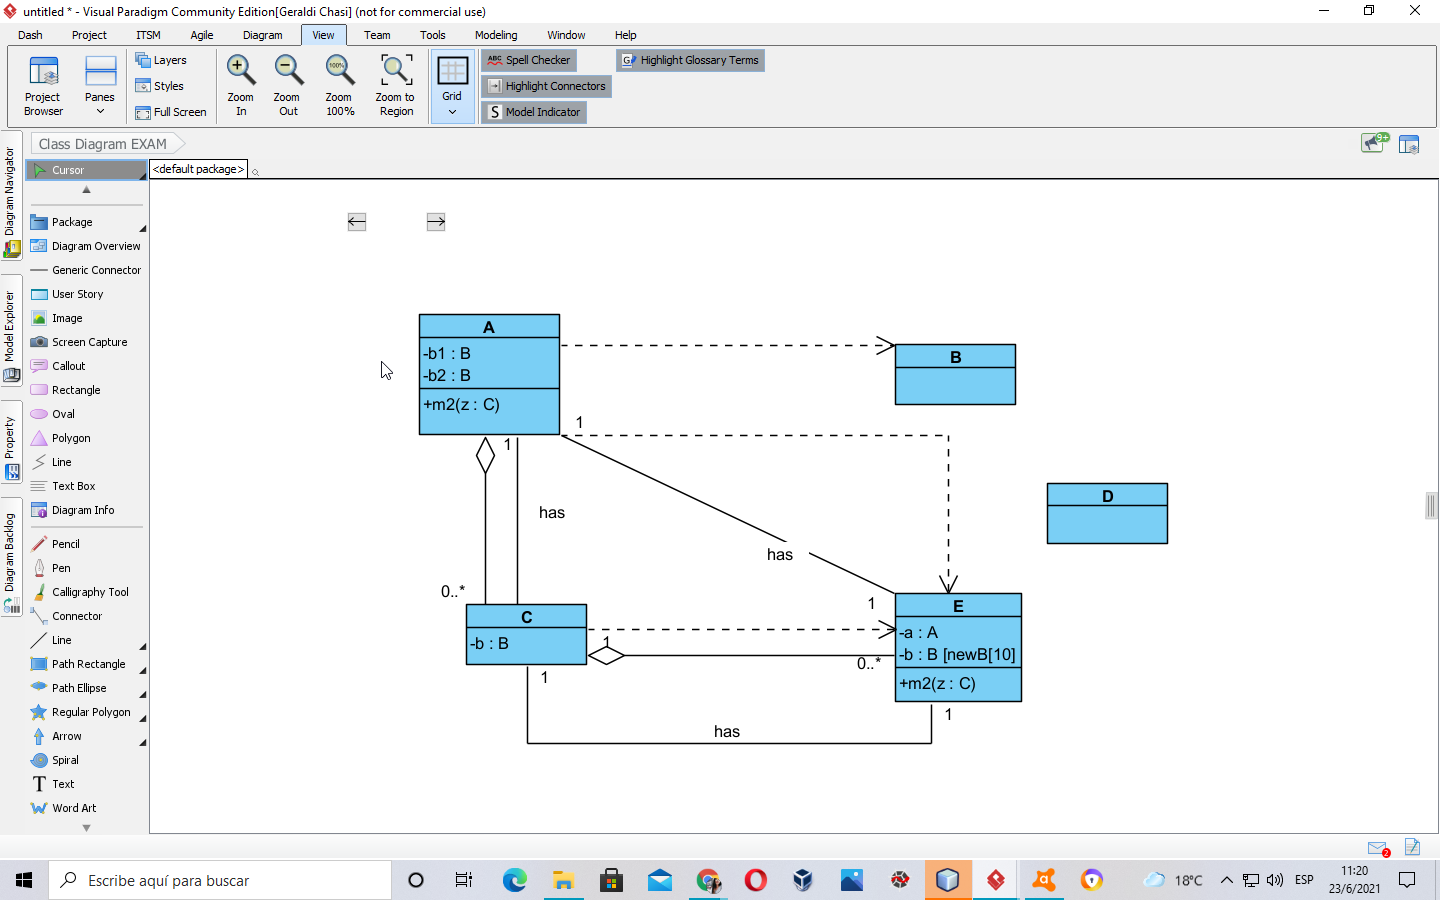 untitled * - Visual Paradigm Community Edition[Geraldi Chasi] (not for commercial use)
Dash Project ITSM Agile Diagram View Team Tools Modeling Window Help
Project Browser
Panes
Layers
Styles
Full Screen
Zoom In
Zoom Out
100%
Zoom 100%
Zoom to Region
Grid
ABC Spell Checker
Highlight Connectors
S Model Indicator
G Highlight Glossary Terms
Class Diagram EXAM
9+
Diagram Navigator
Model Explorer
Property
Diagram Backlog
Cursor
<default package>
Package
Diagram Overview
Generic Connector
User Story
Image
Screen Capture
Callout
Rectangle
Oval
Polygon
Line
Text Box
Diagram Info
Pencil
Pen
Calligraphy Tool
Connector
Line
Path Rectangle
Path Ellipse
Regular Polygon
Arrow
Spiral
T Text
W Word Art
A
-b1 : B
-b2 : B
+m2(z : C)
B
1
1
has
has
D
0..*
1
C
-b : B
1
0..*
1
E
-a : A
-b : B [newB[10]
+m2(z : C)
1
has
2
Escribe aquí para buscar
18°C
ESP
11:20
23/6/2021